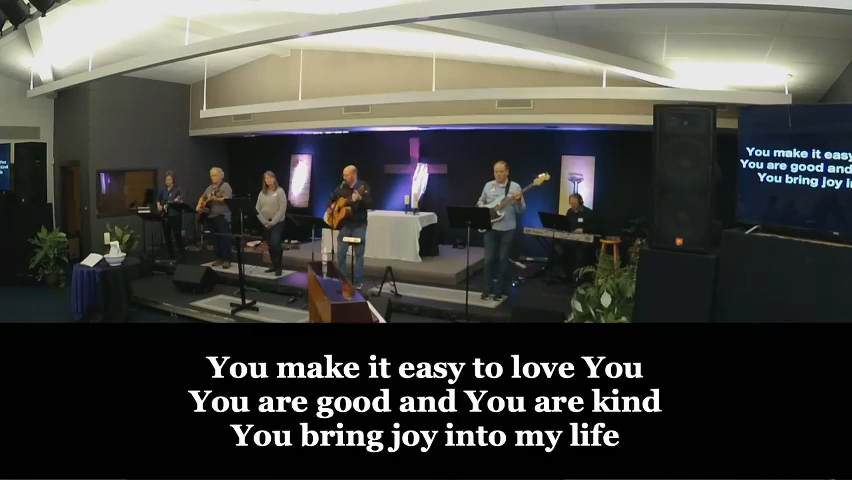 You make it easy
You are good and
You bring joy i
You make it easy to love You
You are good and You are kind
You bring joy into my life